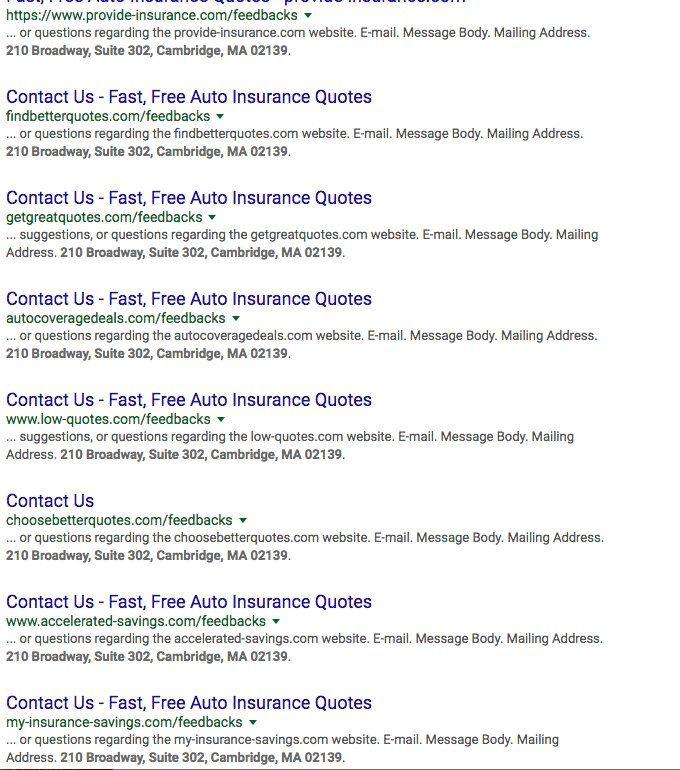 Fast, Free Auto Insurance Quotes - provide-insurance.com
https://www.provide-insurance.com/feedbacks
... or questions regarding the provide-insurance.com website. E-mail. Message Body. Mailing Address.
210 Broadway, Suite 302, Cambridge, MA 02139.
Contact Us - Fast, Free Auto Insurance Quotes
findbetterquotes.com/feedbacks
... or questions regarding the findbetterquotes.com website. E-mail. Message Body. Mailing Address.
210 Broadway, Suite 302, Cambridge, MA 02139.
Contact Us - Fast, Free Auto Insurance Quotes
getgreatquotes.com/feedbacks
... suggestions, or questions regarding the getgreatquotes.com website. E-mail. Message Body. Mailing
Address. 210 Broadway, Suite 302, Cambridge, MA 02139.
Contact Us - Fast, Free Auto Insurance Quotes
autocoveragedeals.com/feedbacks
... or questions regarding the autocoveragedeals.com website. E-mail. Message Body. Mailing Address.
210 Broadway, Suite 302, Cambridge, MA 02139.
Contact Us - Fast, Free Auto Insurance Quotes
www.low-quotes.com/feedbacks
... suggestions, or questions regarding the low-quotes.com website. E-mail. Message Body. Mailing
Address. 210 Broadway, Suite 302, Cambridge, MA 02139.
Contact Us
choosebetterquotes.com/feedbacks
... or questions regarding the choosebetterquotes.com website. E-mail. Message Body. Mailing Address.
210 Broadway, Suite 302, Cambridge, MA 02139.
Contact Us - Fast, Free Auto Insurance Quotes
www.accelerated-savings.com/feedbacks
... or questions regarding the accelerated-savings.com website. E-mail. Message Body. Mailing Address.
210 Broadway, Suite 302, Cambridge, MA 02139.
Contact Us - Fast, Free Auto Insurance Quotes
my-insurance-savings.com/feedbacks
... or questions regarding the my-insurance-savings.com website. E-mail. Message Body. Mailing
Address. 210 Broadway, Suite 302, Cambridge, MA 02139.